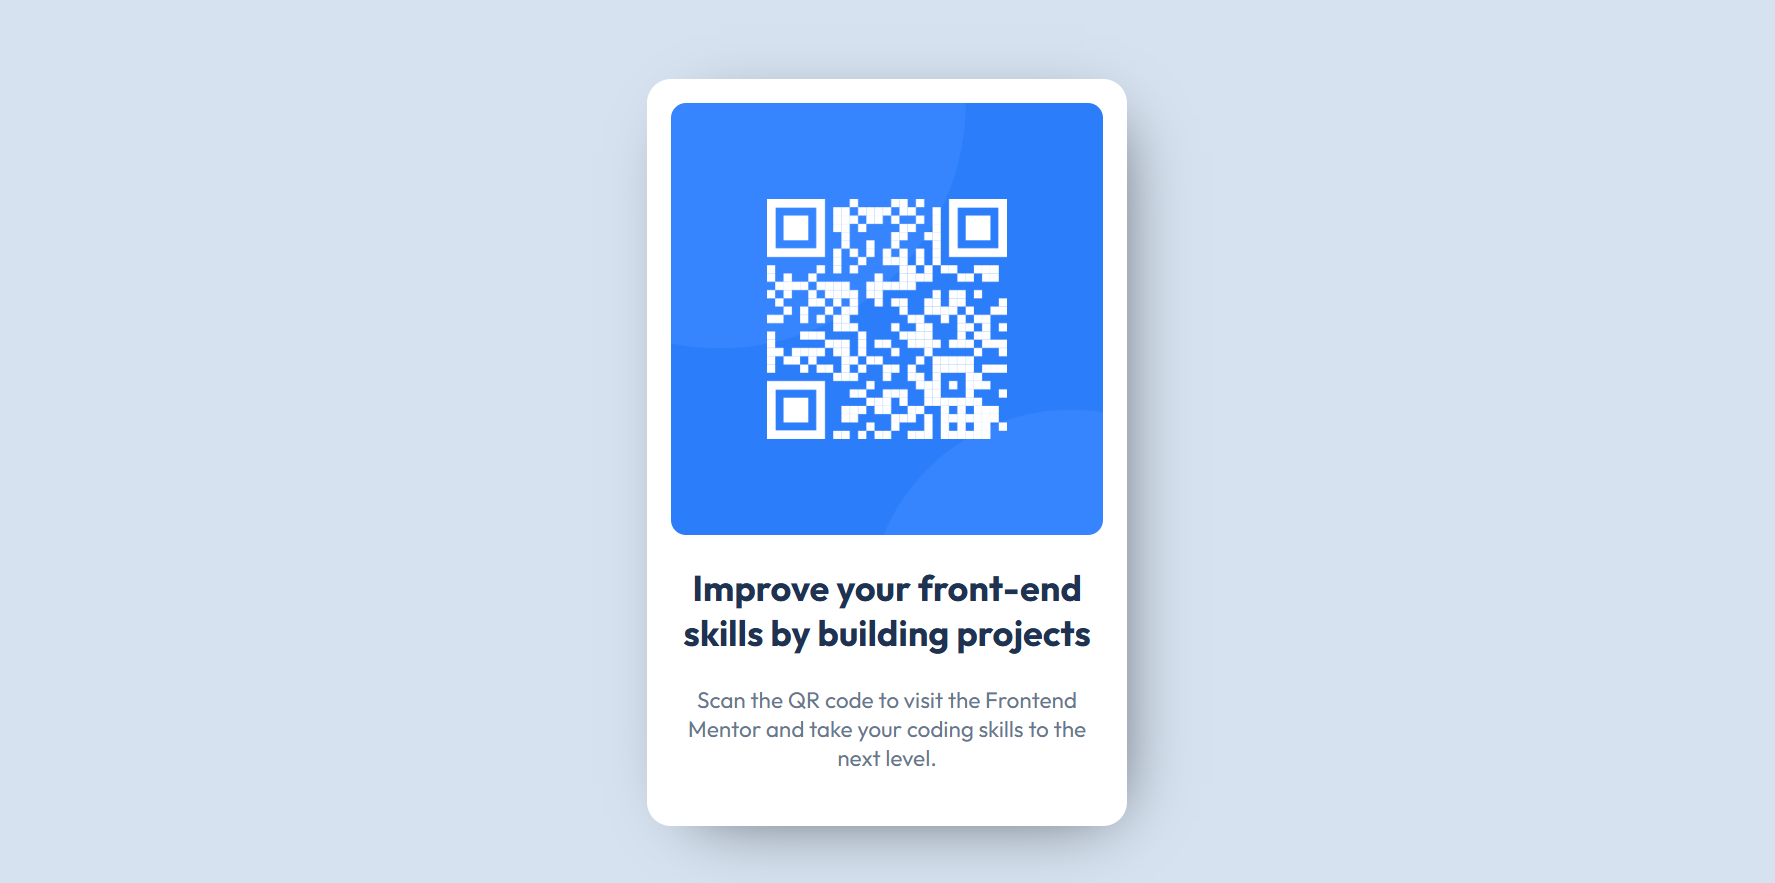 Improve your front-end
skills by building projects
Scan the QR code to visit the Frontend
Mentor and take your coding skills to the
next level.